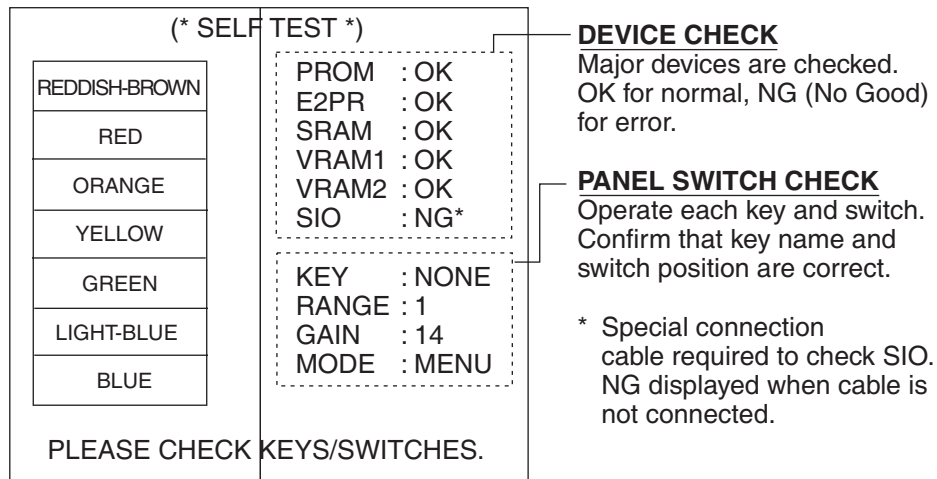 (* SELF TEST *)
REDDISH-BROWN
RED
ORANGE
YELLOW
GREEN
LIGHT-BLUE
BLUE
PROM : OK
E2PR : OK
SRAM : OK
VRAM1 : OK
VRAM2 : OK
SIO : NG*
KEY : NONE
RANGE : 1
GAIN : 14
MODE : MENU
PLEASE CHECK KEYS/SWITCHES.
DEVICE CHECK
Major devices are checked.
OK for normal, NG (No Good)
for error.
PANEL SWITCH CHECK
Operate each key and switch.
Confirm that key name and
switch position are correct.
* Special connection
cable required to check SIO.
NG displayed when cable is
not connected.